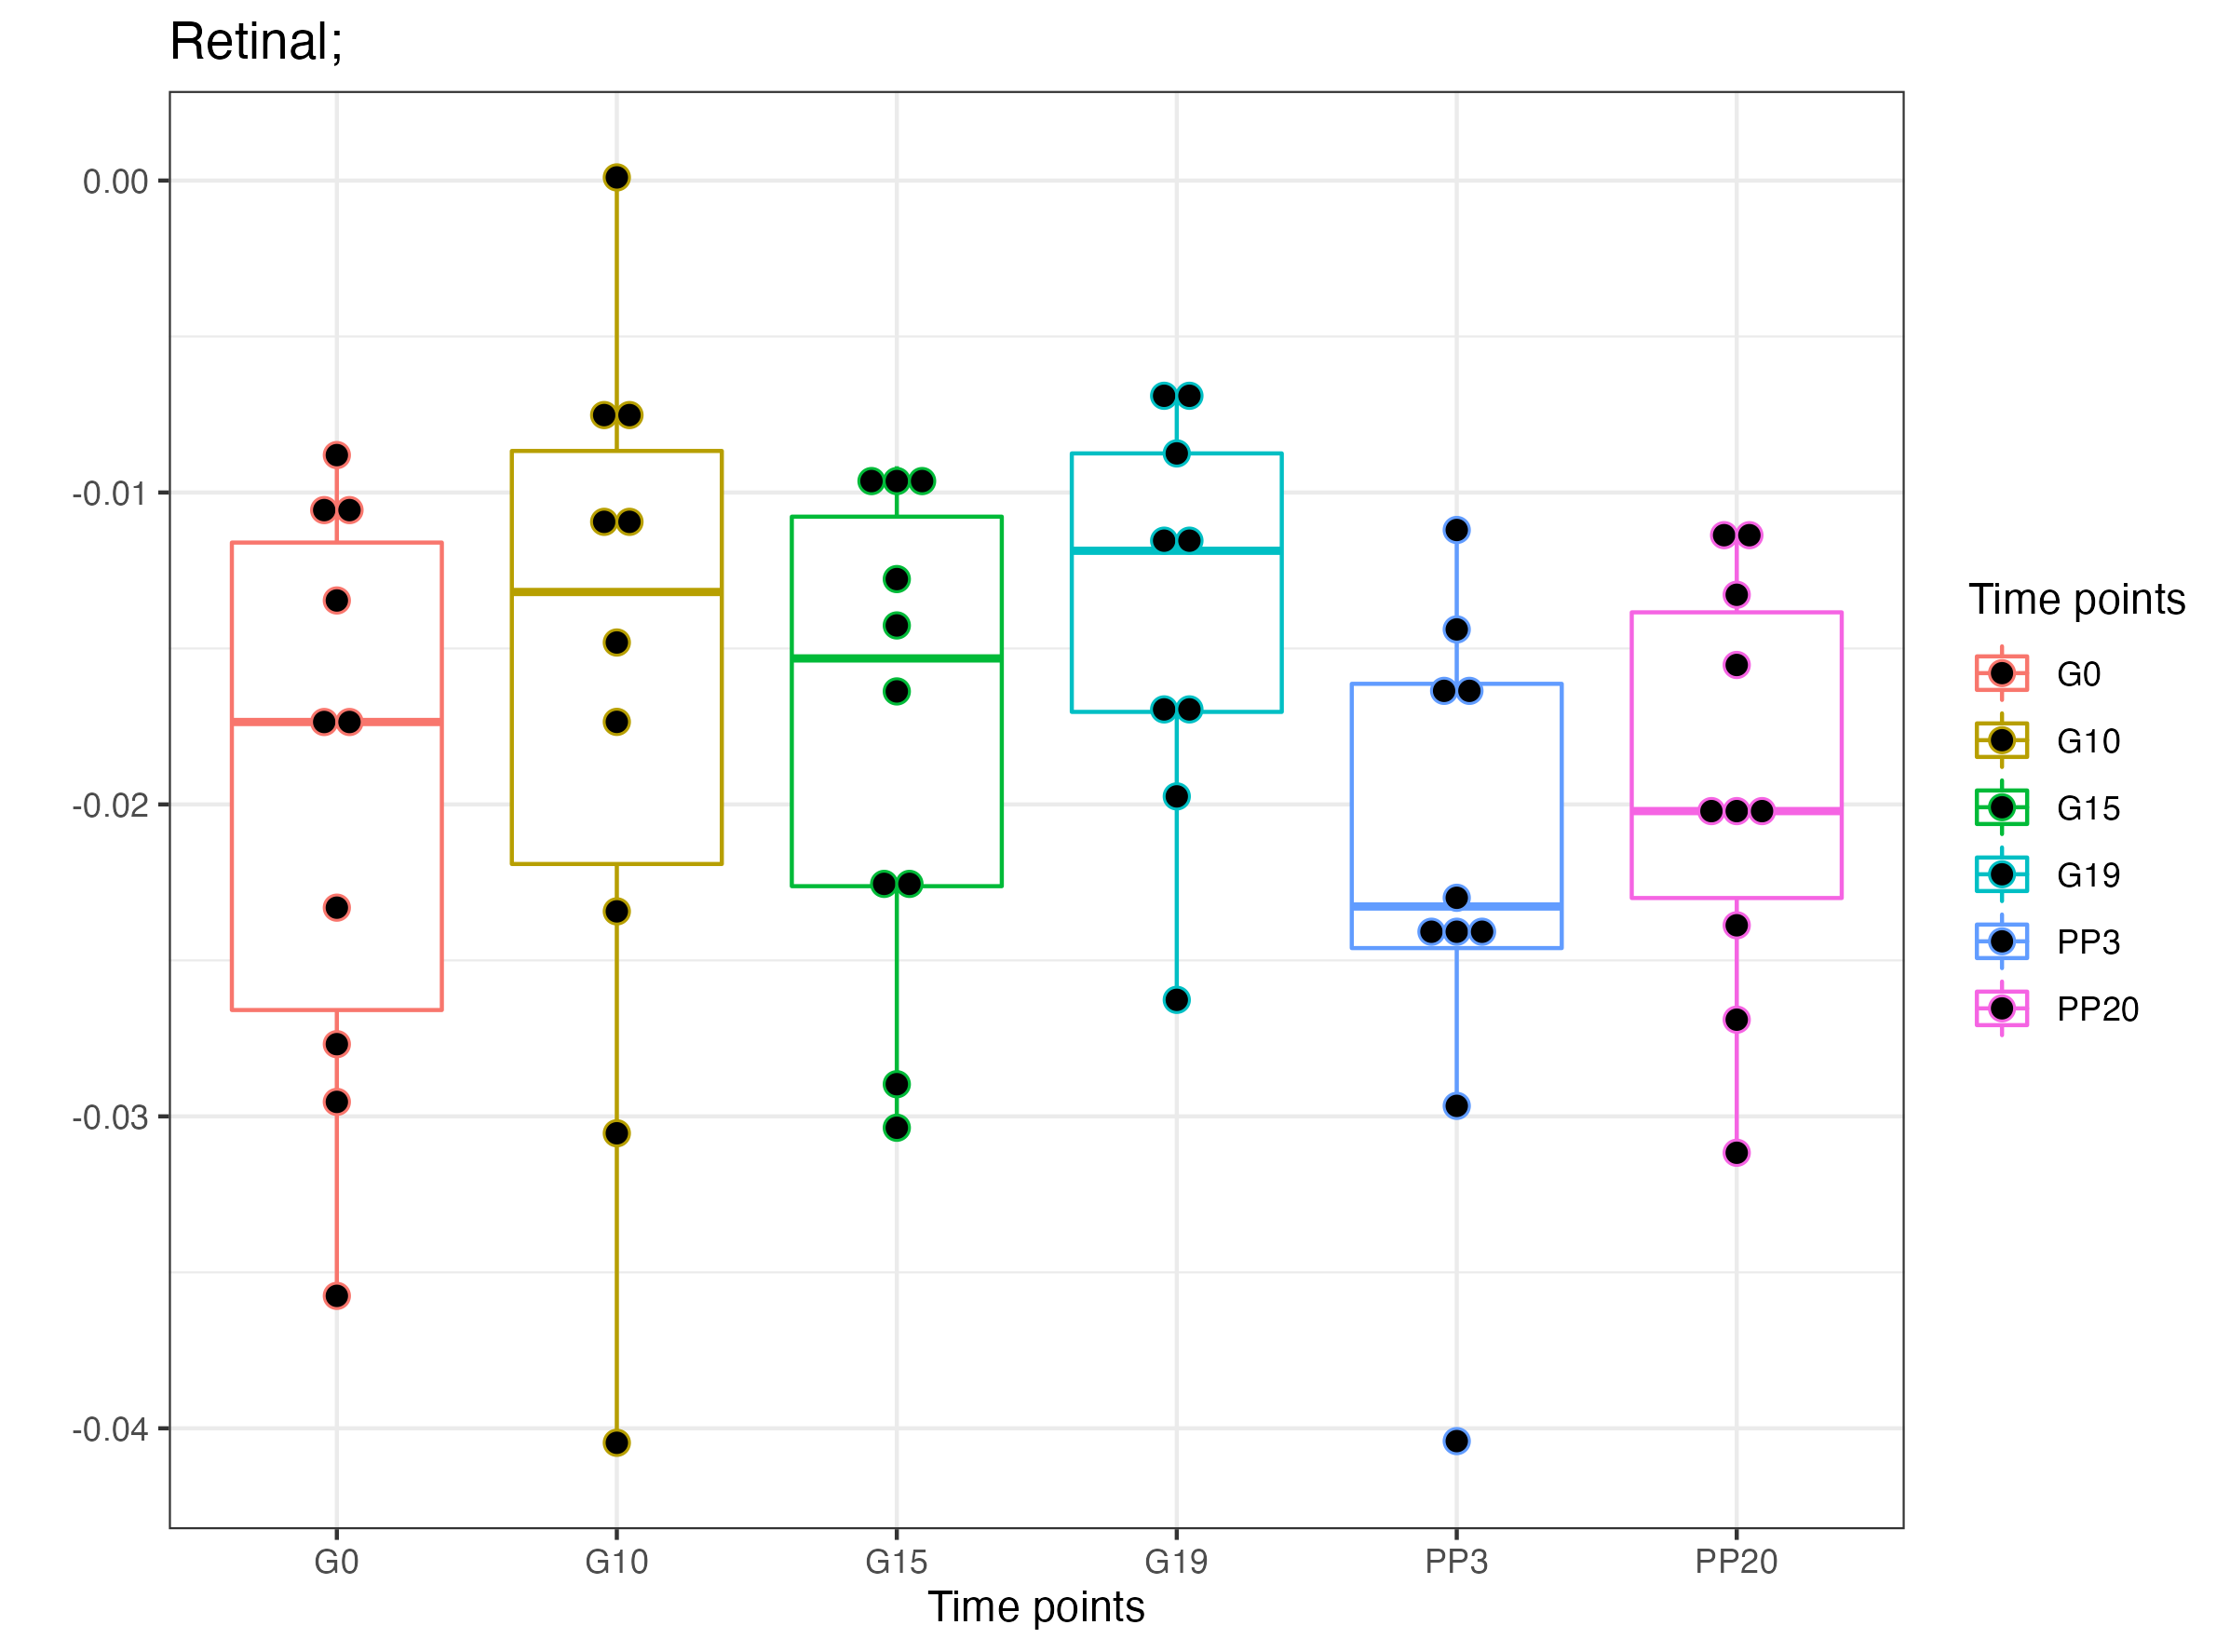 Retinal;
0.00
-0.01
-0.02
-0.03
-0.04
G0 G10 G15 G19 PP3 PP20
Time points
Time points
G0
G10
G15
G19
PP3
PP20